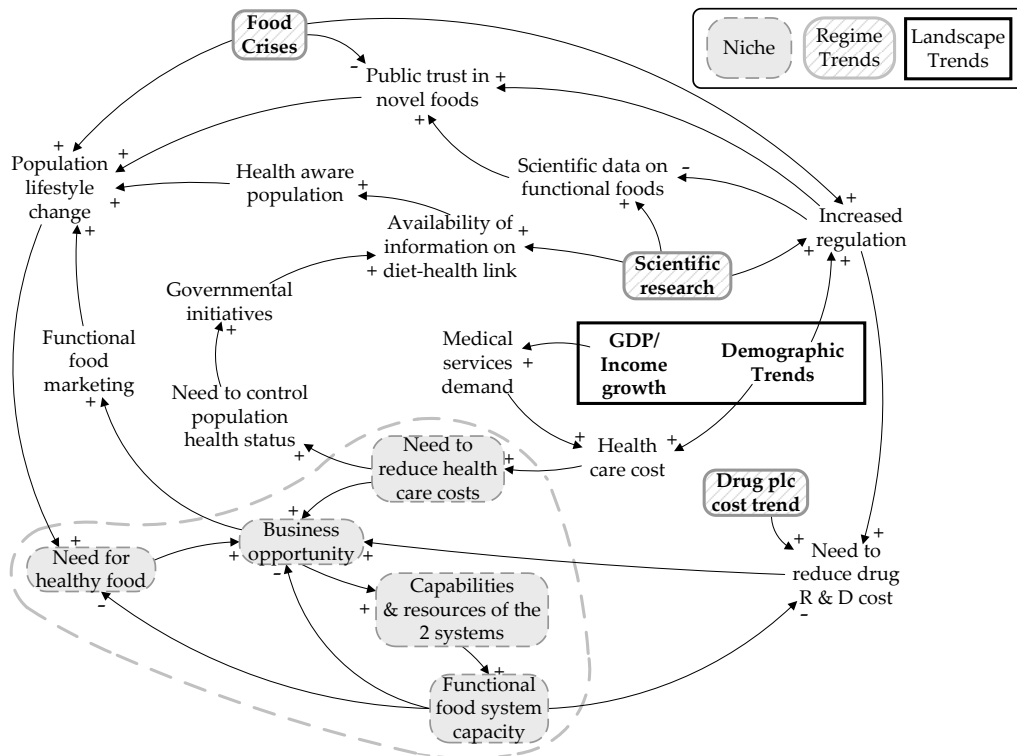 Food
Crises
Niche
Regime
Trends
Landscape
Trends
-
Public trust in +
novel foods
+
+
+
Population
lifestyle
change
+
+
Health aware +
population
Scientific data on -
functional foods
+
+
Increased
regulation
+
+
Availability of +
information on
+ diet-health link
Scientific
research
Governmental
initiatives
+
Functional
food
marketing
+
Medical
services
demand
+
GDP/
Income
growth
Demographic
Trends
Need to control
population
health status
+
+
Health
care cost
+
Need to
reduce health
care costs
+
Drug plc
cost trend
+
Business
opportunity
+
+
-
+
Need for
healthy food
-
+
+
Need to
reduce drug
R & D cost
-
Capabilities
+ & resources of the
2 systems
+
Functional
food system
capacity